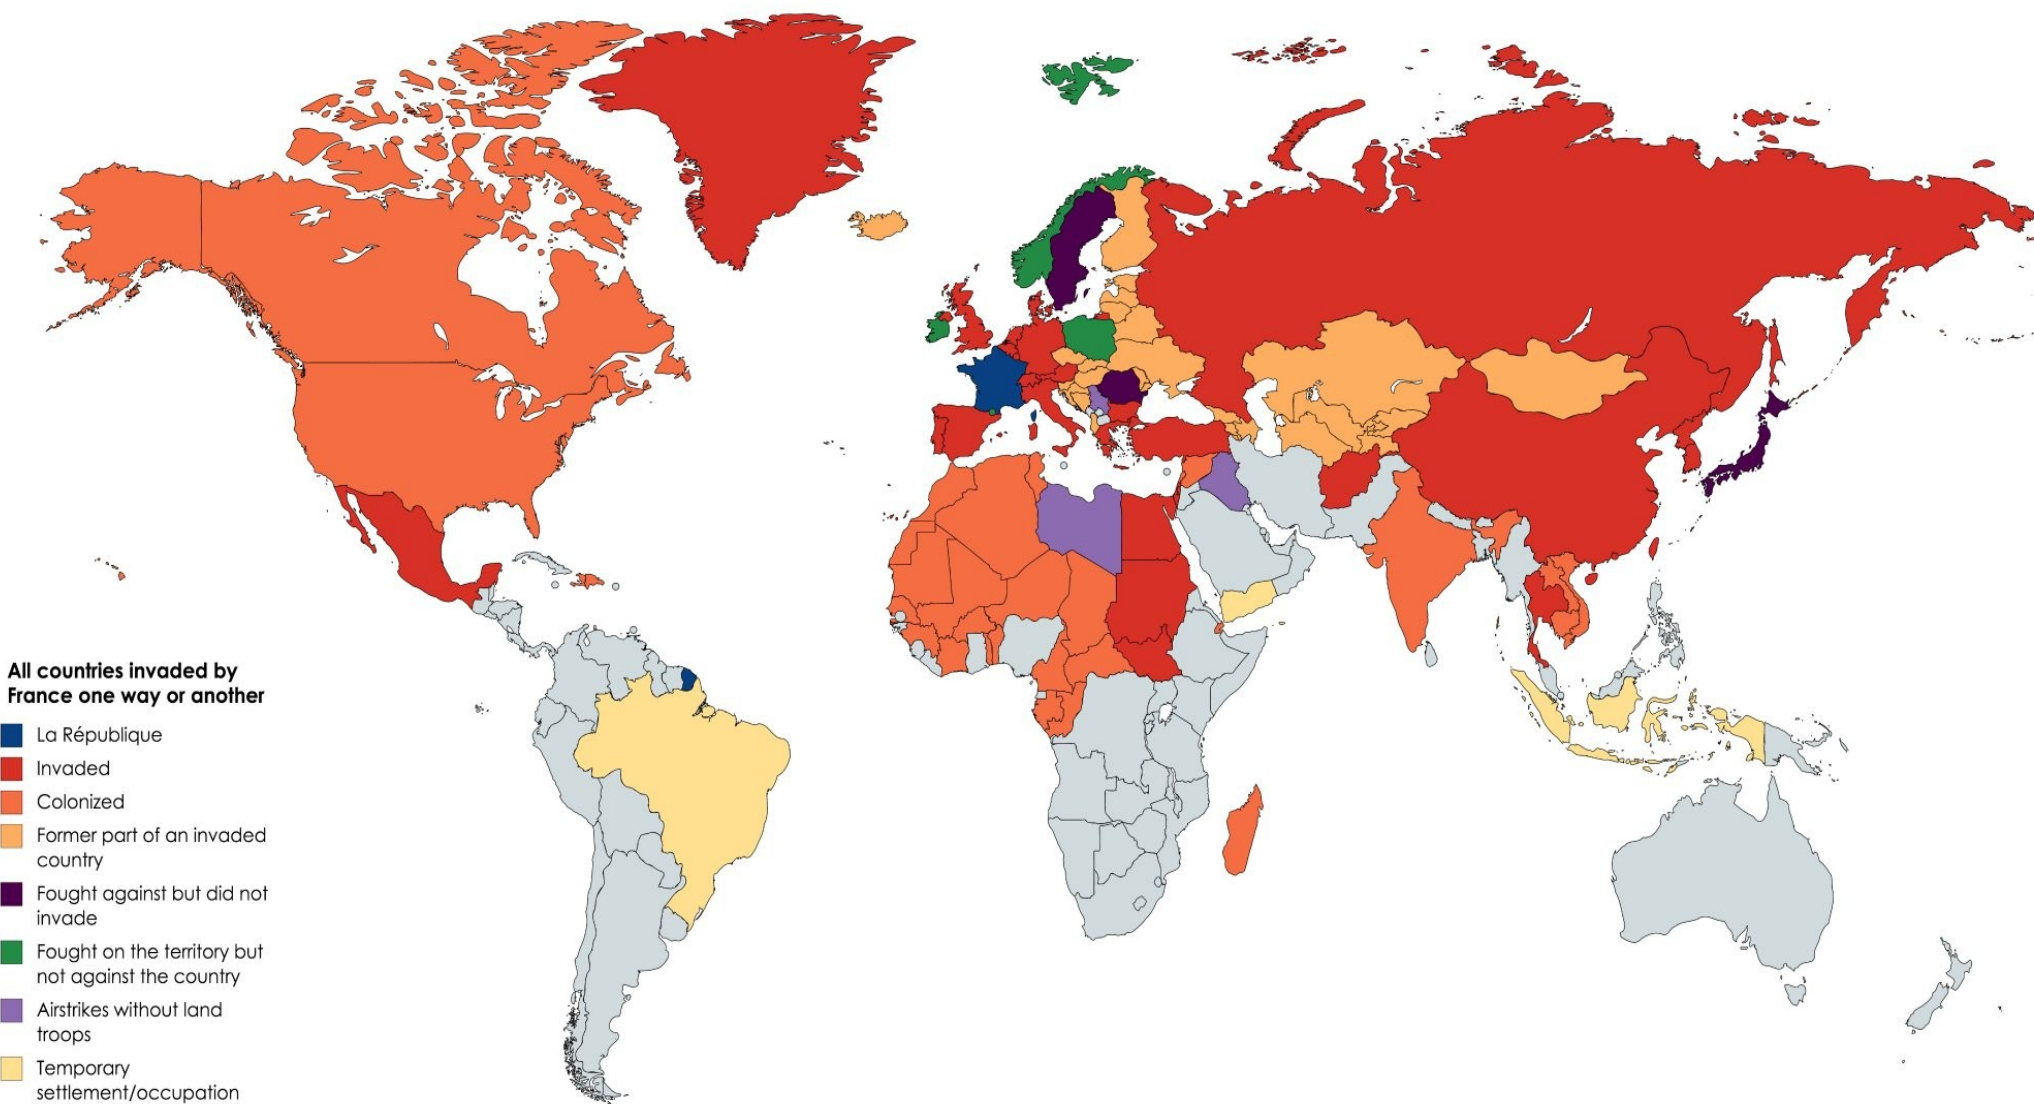 All countries invaded by
France one way or another
La République
Invaded
Colonized
Former part of an invaded
country
Fought against but did not
invade
Fought on the territory but
not against the country
Airstrikes without land
troops
Temporary
settlement/occupation